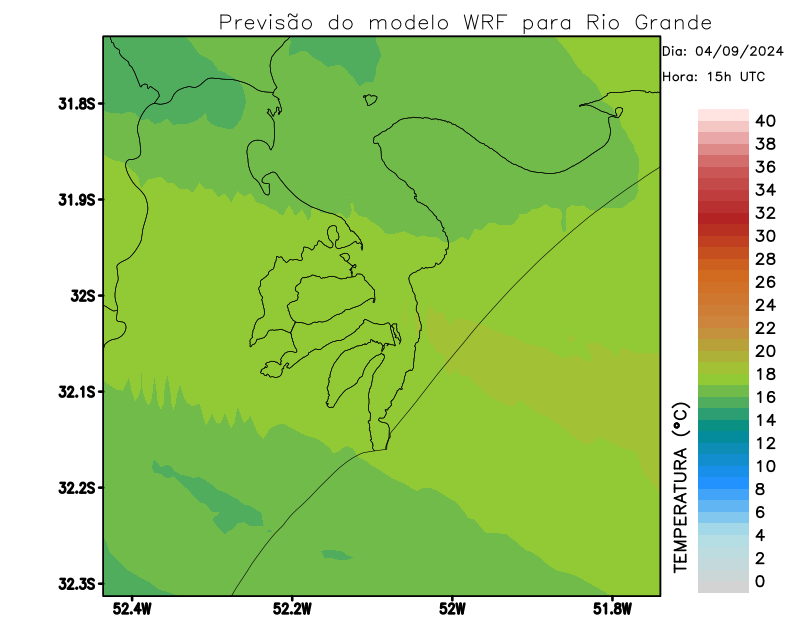 Previsão do modelo WRF para Rio Grande
Dia: 04/09/2024
Hora: 15h UTC
31.8S
31.9S
32S
32.1S
32.2S
32.3S
52.4W
52.2W
52W
51.8W
TEMPERATURA (°C)
40
38
36
34
32
30
28
26
24
22
20
18
16
14
12
10
8
6
4
2
0